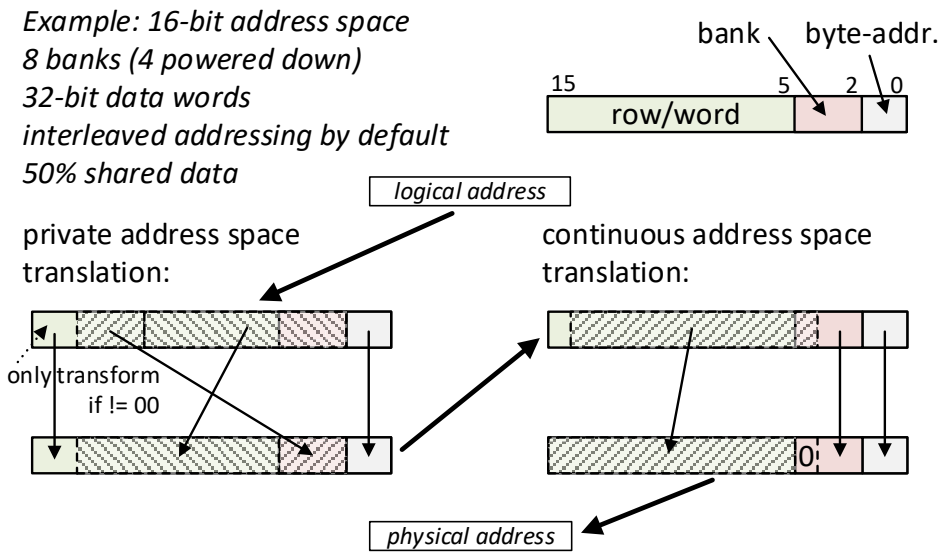 Example: 16-bit address space
8 banks (4 powered down)
32-bit data words
interleaved addressing by default
50% shared data
bank
byte-addr.
15
5
2
0
row/word
logical address
private address space
translation:
continuous address space
translation:
only transform
if != 00
0
physical address